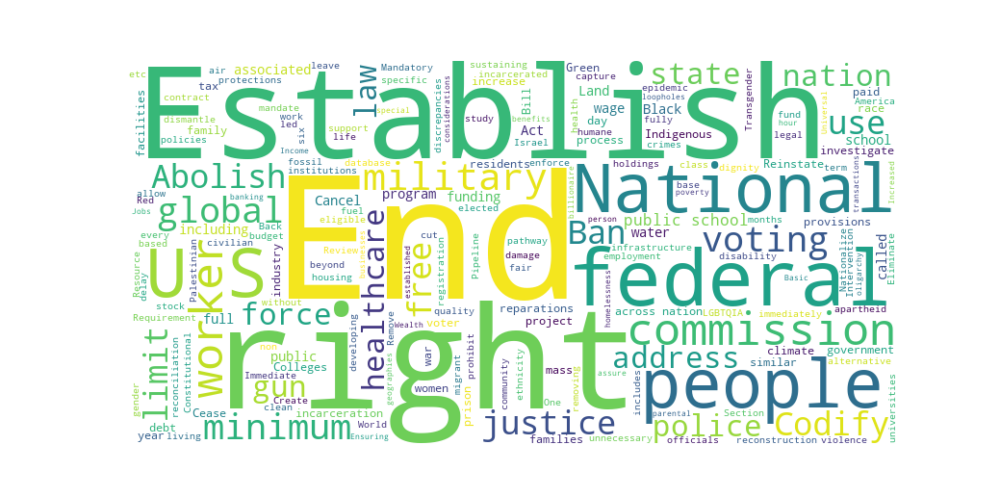 Establish
End
right
National
federal
people
U S
commission
military
global
Abolish
healthcare
worker
voting
justice
minimum
limit
force
address
police
Codify
state
nation
use
law
free
gun
Ban
public school
program
funding
Cancel
including
associated
Mandatory
leave
air
tax
protections
etc
facilities
contract
mandate
work
led
six
dismantle
family
policies
support
life
Income
fossil
institutions
specific
sustaining
incarcerated
increase
discrepancies
considerations
special
study
benefits
Bill
Act
Israel
Green
capture
epidemic
loopholes
Land
health
wage
day
process
humane
Black
fully
Indigenous
crimes
Transgender
paid
America
race
fund
hour
legal
Universal
school
investigate
database
residents
enforce
holdings
class
dignity
Reinstate
term
transactions
Increased
allow
Red
Jobs
banking
Back
budget
every
based
civilian
Resource
delay
stock
Palestinian
industry
eligible
fuel
Review
beyond
housing
without
cut
elected
established
registration
Pipeline
pathway
damage
fair
billionaire
person
base
poverty
water
months
provisions
infrastructure
employment
disability
Nationalize
Intervention
oligarchy
called
Eliminate
Basic
Requirement
full
reconciliation
Constitutional
gender
non
public
Colleges
Immediate
Create
clean
incarceration
Cease
debt
year
living
World
Ensuring
developing
Remove
geographies
Wealth
voter
quality
war
women
migrant
prohibit
prison
removing
reparations
project
community
ethnicity
mass
One
homelessness
across nation
LGBTQIA
immediately
apartheid
climate
similar
government
alternative
includes
assure
parental
Section
officials
reconstruction
violence
universities
families
unnecessary